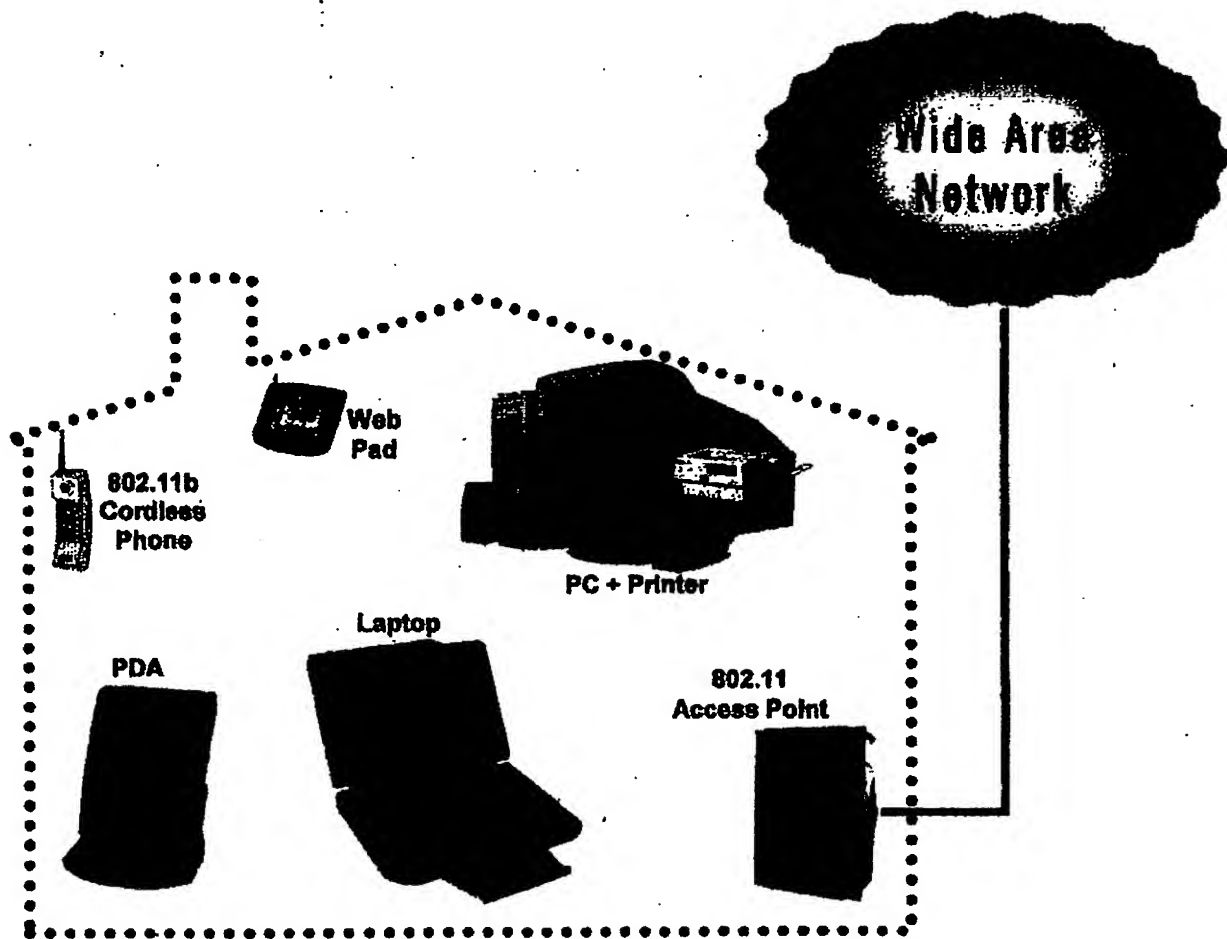 Wide Area
Network
Web
Pad
802.11b
Cordless
Phone
PC + Printer
Laptop
PDA
802.11
Access Point